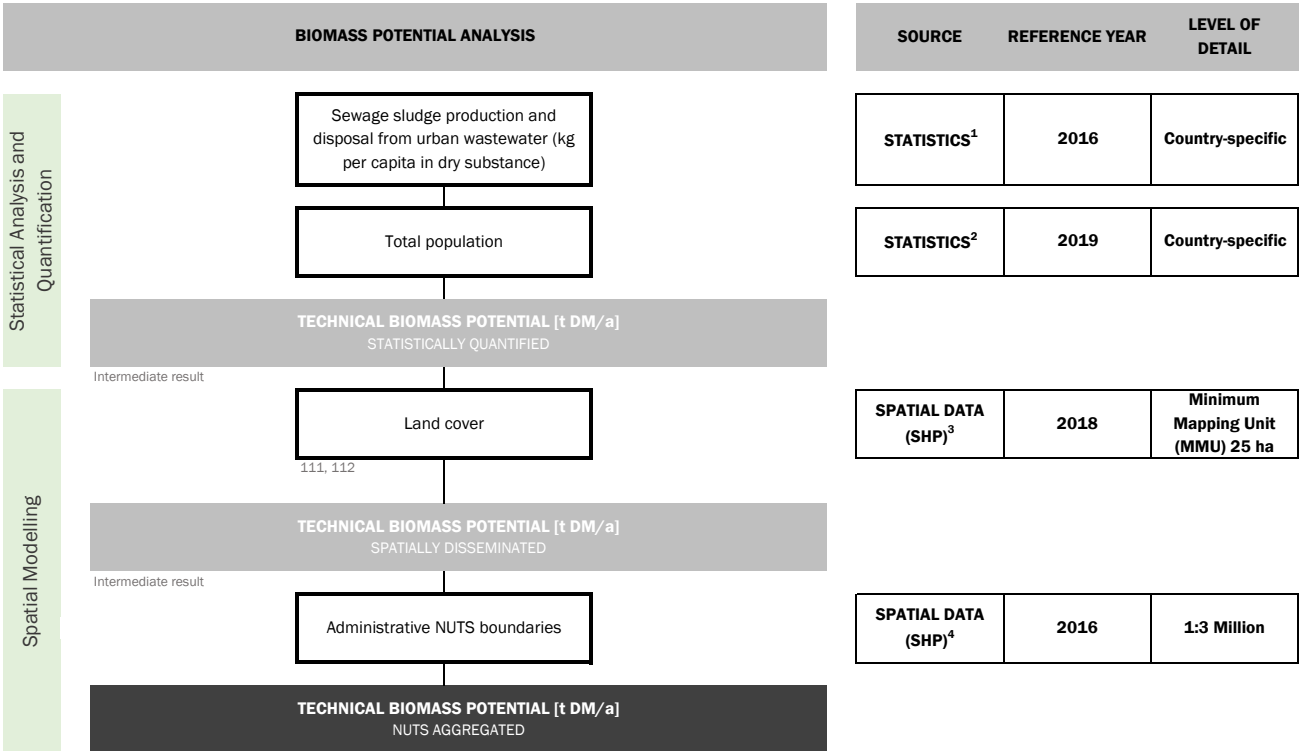 BIOMASS POTENTIAL ANALYSIS
SOURCE
REFERENCE YEAR
LEVEL OF
DETAIL
Statistical Analysis and
Quantification
Sewage sludge production and
disposal from urban wastewater (kg
per capita in dry substance)
STATISTICS¹
2016
Country-specific
Total population
STATISTICS²
2019
Country-specific
TECHNICAL BIOMASS POTENTIAL [t DM/a]
STATISTICALLY QUANTIFIED
Intermediate result
Spatial Modelling
Land cover
111, 112
SPATIAL DATA
(SHP)³
2018
Minimum
Mapping Unit
(MMU) 25 ha
TECHNICAL BIOMASS POTENTIAL [t DM/a]
SPATIALLY DISSEMINATED
Intermediate result
Administrative NUTS boundaries
SPATIAL DATA
(SHP)⁴
2016
1:3 Million
TECHNICAL BIOMASS POTENTIAL [t DM/a]
NUTS AGGREGATED